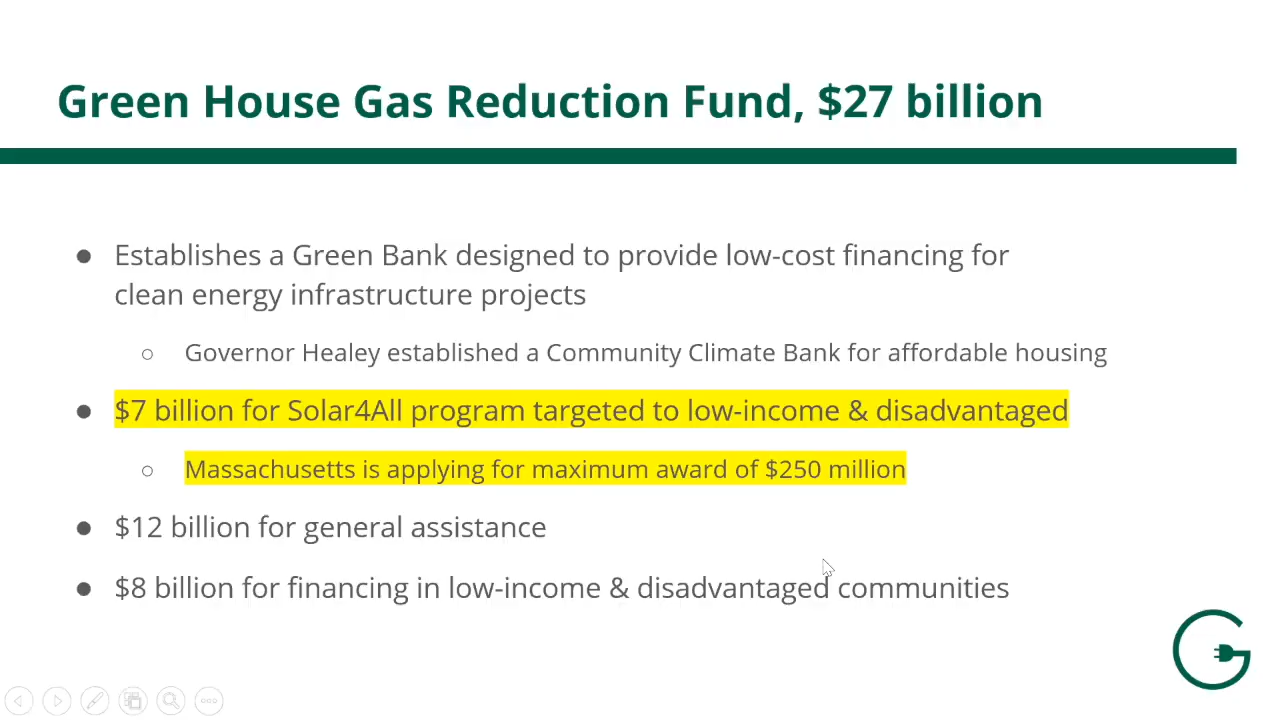 Green House Gas Reduction Fund, $27 billion
● Establishes a Green Bank designed to provide low-cost financing for
clean energy infrastructure projects
○ Governor Healey established a Community Climate Bank for affordable housing
● $7 billion for Solar4All program targeted to low-income & disadvantaged
○ Massachusetts is applying for maximum award of $250 million
● $12 billion for general assistance
● $8 billion for financing in low-income & disadvantaged communities